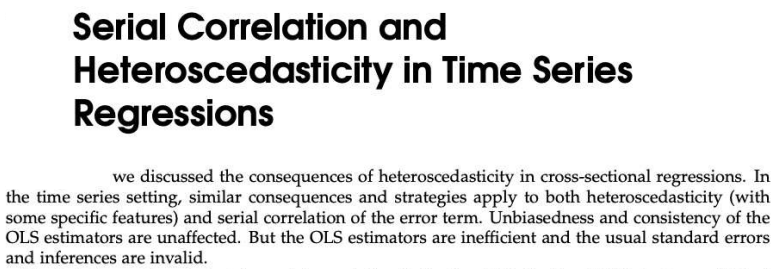 Serial Correlation and
Heteroscedasticity in Time Series
Regressions
we discussed the consequences of heteroscedasticity in cross-sectional regressions. In
the time series setting, similar consequences and strategies apply to both heteroscedasticity (with
some specific features) and serial correlation of the error term. Unbiasedness and consistency of the
OLS estimators are unaffected. But the OLS estimators are inefficient and the usual standard errors
and inferences are invalid.